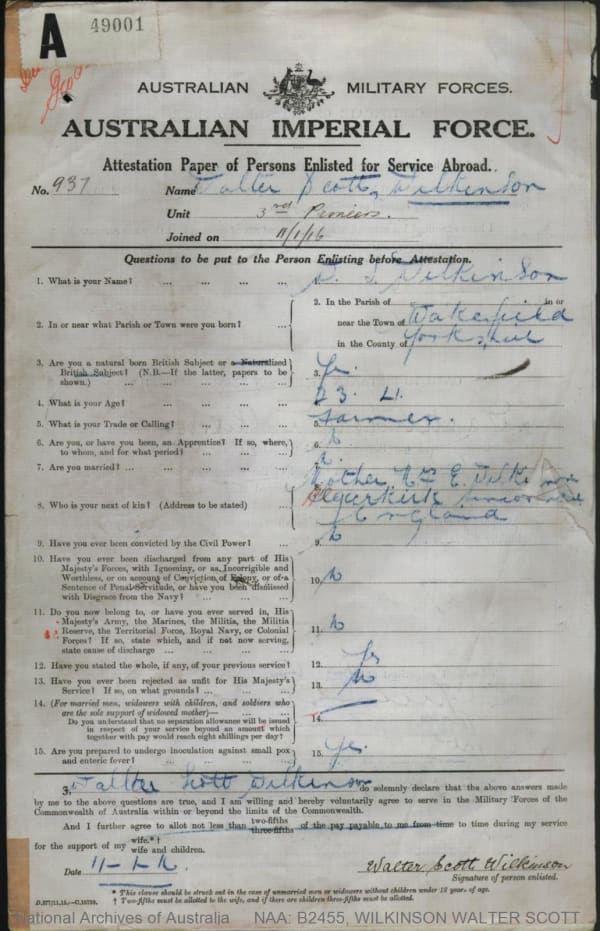 A
49001
AUSTRALIAN MILITARY FORCES.
AUSTRALIAN IMPERIAL FORCE.
Attestation Paper of Persons Enlisted for Service Abroad.
No. 937 Name Walter Scott Wilkinson
Unit 3rd Pioneers.
Joined on 11/1/16
Questions to be put to the Person Enlisting before Attestation.
1. What is your Name? ... ... ... ... W. S. Wilkinson
2. In or near what Parish or Town were you born? ...
2. In the Parish of in or
near the Town of Wakefield
in the County of Yorkshire
3. Are you a natural born British Subject or a Naturalized
British Subject? (N.B.—If the latter, papers to be
shown.) ... ... ... ...
3. Yes
4. What is your Age? ... ... ... ... 23
5. What is your Trade or Calling? ... ... ... 5. Farmer.
6. Are you, or have you been, an Apprentice? If so, where,
to whom, and for what period? ... ... ...
6. N
7. Are you married? ... ... ... ... ... N.
8. Who is your next of kin? (Address to be stated) ...
Mother Mrs E. Wilkinson
Algarkirk Lincolnshire
England
9. Have you ever been convicted by the Civil Power? ... 9. N
10. Have you ever been discharged from any part of His
Majesty's Forces, with Ignominy, or as Incorrigible and
Worthless, or on account of Conviction of Felony, or of a
Sentence of Penal Servitude, or have you been dismissed
with Disgrace from the Navy? ... ... ...
10. N
11. Do you now belong to, or have you ever served in, His
Majesty's Army, the Marines, the Militia, the Militia
Reserve, the Territorial Force, Royal Navy, or Colonial
Forces? If so, state which, and if not now serving,
state cause of discharge ... ... ... ...
11. N
12. Have you stated the whole, if any, of your previous service? 12. Yes
13. Have you ever been rejected as unfit for His Majesty's
Service? If so, on what grounds? ... ... ...
13. N
14. (For married men, widowers with children, and soldiers who
are the sole support of widowed mother)—
Do you understand that no separation allowance will be issued
in respect of your service beyond an amount which
together with pay would reach eight shillings per day?
14.
15. Are you prepared to undergo inoculation against small pox
and enteric fever? ... ... ... ...
15. Yes.
I, Walter Scott Wilkinson do solemnly declare that the above answers made
by me to the above questions are true, and I am willing and hereby voluntarily agree to serve in the Military Forces of the
Commonwealth of Australia within or beyond the limits of the Commonwealth.
And I further agree to allot not less than two-fifths three-fifths of the pay payable to me from time to time during my service
for the support of my wife.*† wife and children.
Date 11-1-16 Walter Scott Wilkinson
Signature of person enlisted.
* This clause should be struck out in the case of unmarried men or widowers without children under 18 years of age.
† Two-fifths must be allotted to the wife, and if there are children three-fifths must be allotted.
National Archives of Australia NAA: B2455, WILKINSON WALTER SCOTT